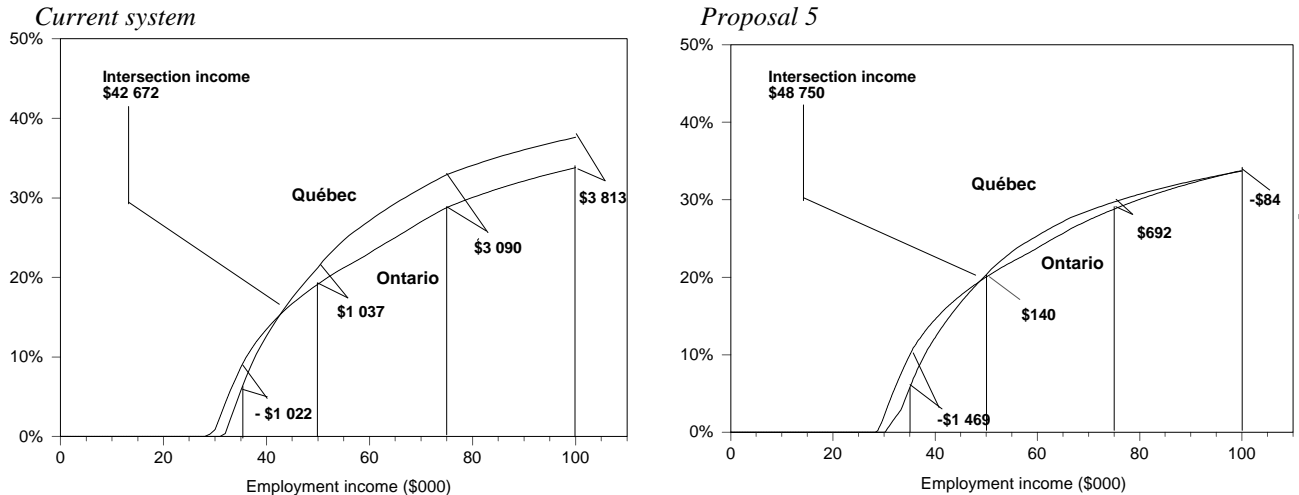 Current system
50%
40%
30%
20%
10%
0%
Intersection income
$42 672
Québec
Ontario
$3 813
$3 090
$1 037
- $1 022
0 20 40 60 80 100
Employment income ($000)
Proposal 5
50%
40%
30%
20%
10%
0%
Intersection income
$48 750
Québec
Ontario
-$84
$692
$140
-$1 469
0 20 40 60 80 100
Employment income ($000)